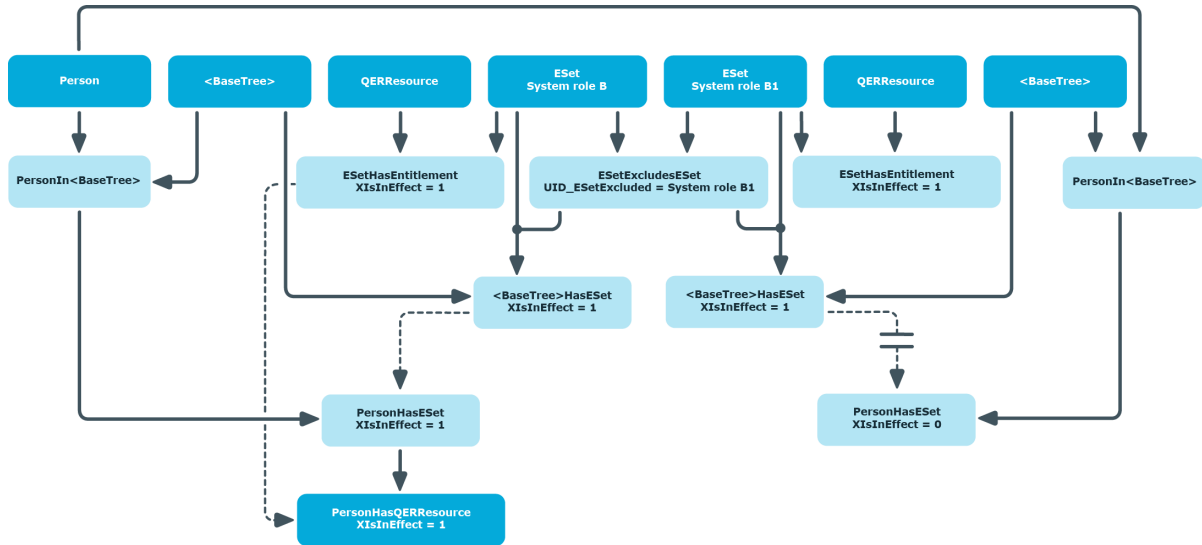 Person
<BaseTree>
QERResource
ESet
System role B
ESet
System role B1
QERResource
<BaseTree>
PersonIn<BaseTree>
ESetHasEntitlement
XIsInEffect = 1
ESetExcludesESet
UID_ESetExcluded = System role B1
ESetHasEntitlement
XIsInEffect = 1
PersonIn<BaseTree>
<BaseTree>HasESet
XIsInEffect = 1
<BaseTree>HasESet
XIsInEffect = 1
PersonHasESet
XIsInEffect = 1
PersonHasESet
XIsInEffect = 0
PersonHasQERResource
XIsInEffect = 1